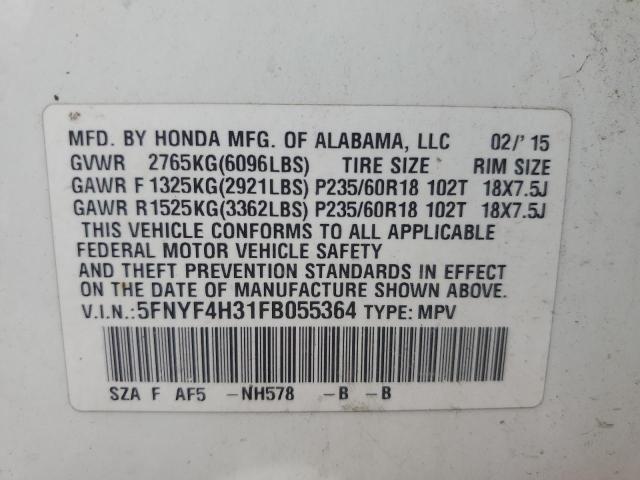 MFD. BY HONDA MFG. OF ALABAMA, LLC 02/' 15
GVWR 2765KG(6096LBS) TIRE SIZE RIM SIZE
GAWR F 1325KG(2921LBS) P235/60R18 102T 18X7.5J
GAWR R1525KG(3362LBS) P235/60R18 102T 18X7.5J
THIS VEHICLE CONFORMS TO ALL APPLICABLE
FEDERAL MOTOR VEHICLE SAFETY
AND THEFT PREVENTION STANDARDS IN EFFECT
ON THE DATE OF MANUFACTURE SHOWN ABOVE.
V.I.N.:5FNYF4H31FB055364 TYPE: MPV
SZA F AF5 -NH578 -B -B